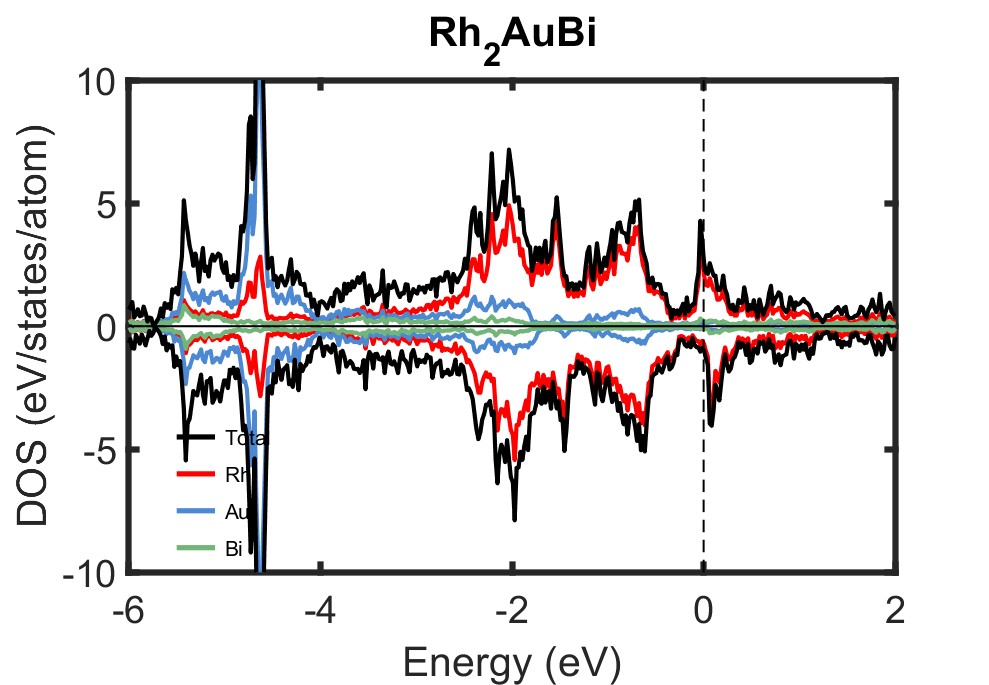 Rh2AuBi
DOS (eV/states/atom)
10
5
0
-5
-10
Total
Rh
Au
Bi
-6 -4 -2 0 2
Energy (eV)